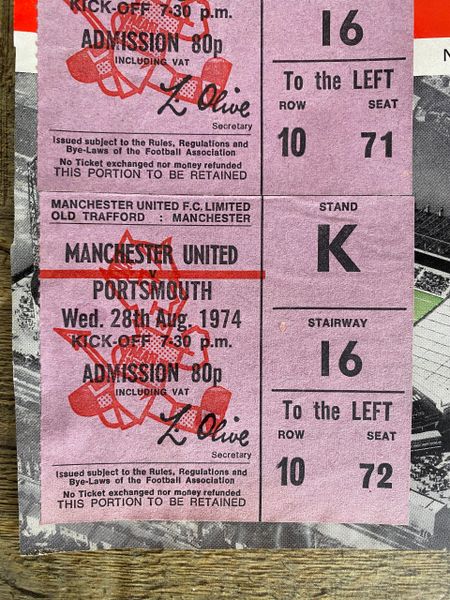 KICK-OFF 7·30 p.m.
ADMISSION 80p
INCLUDING VAT
L. Olive
Secretary
Issued subject to the Rules, Regulations and
Bye-Laws of the Football Association
No Ticket exchanged nor money refunded
THIS PORTION TO BE RETAINED
16
To the LEFT
ROW SEAT
10 71
MANCHESTER UNITED F.C. LIMITED
OLD TRAFFORD : MANCHESTER
MANCHESTER UNITED
v
PORTSMOUTH
Wed. 28th Aug. 1974
KICK-OFF 7·30 p.m.
ADMISSION 80p
INCLUDING VAT
L. Olive
Secretary
Issued subject to the Rules, Regulations and
Bye-Laws of the Football Association
No Ticket exchanged nor money refunded
THIS PORTION TO BE RETAINED
STAND
K
STAIRWAY
16
To the LEFT
ROW SEAT
10 72